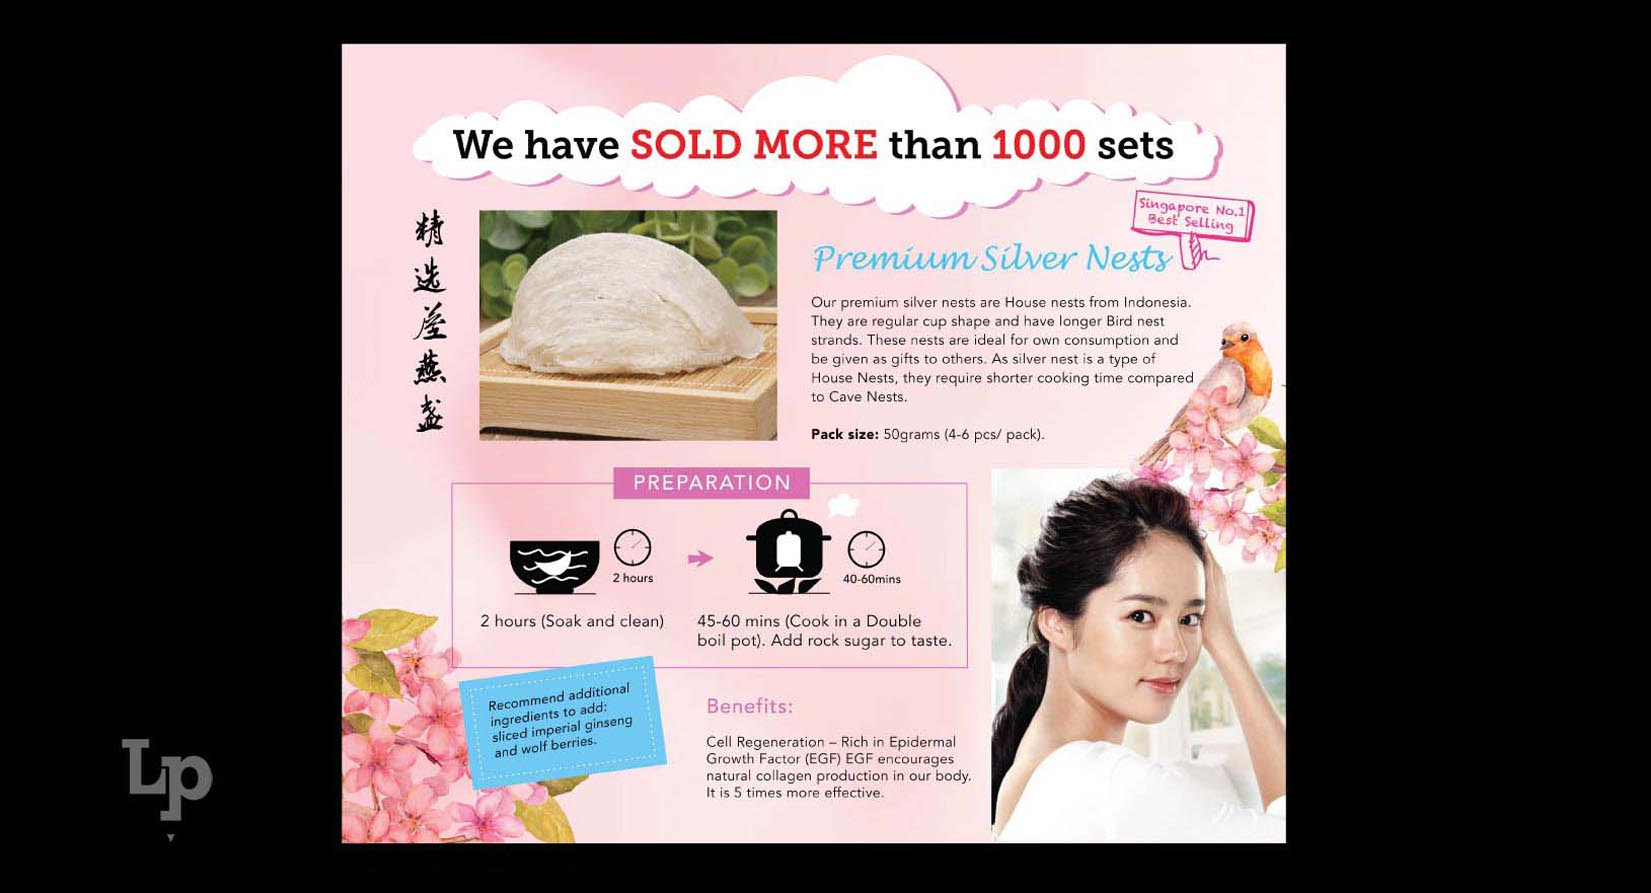 We have SOLD MORE than 1000 sets
Singapore No.1
Best Selling
精
选
屋
燕
盏
Premium Silver Nests
Our premium silver nests are House nests from Indonesia.
They are regular cup shape and have longer Bird nest
strands. These nests are ideal for own consumption and
be given as gifts to others. As silver nest is a type of
House Nests, they require shorter cooking time compared
to Cave Nests.
Pack size: 50grams (4-6 pcs/ pack).
PREPARATION
2 hours
40-60mins
2 hours (Soak and clean)
45-60 mins (Cook in a Double
boil pot). Add rock sugar to taste.
Recommend additional
ingredients to add:
sliced imperial ginseng
and wolf berries.
Benefits:
Cell Regeneration – Rich in Epidermal
Growth Factor (EGF) EGF encourages
natural collagen production in our body.
It is 5 times more effective.
Lp